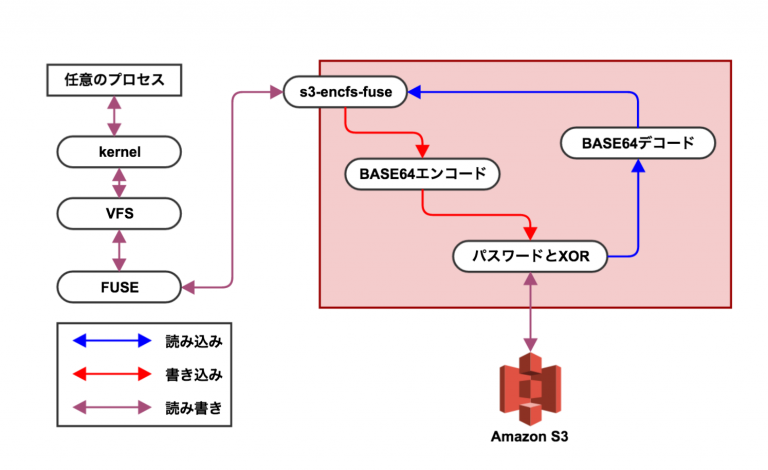 任意のプロセス
kernel
VFS
FUSE
s3-encfs-fuse
BASE64エンコード
BASE64デコード
パスワードとXOR
Amazon S3
読み込み
書き込み
読み書き